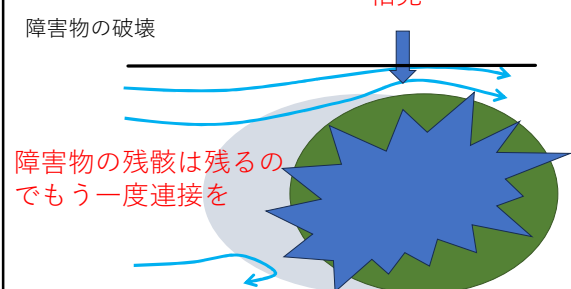 障害物の破壊
障害物の残骸は残るの
でもう一度連接を